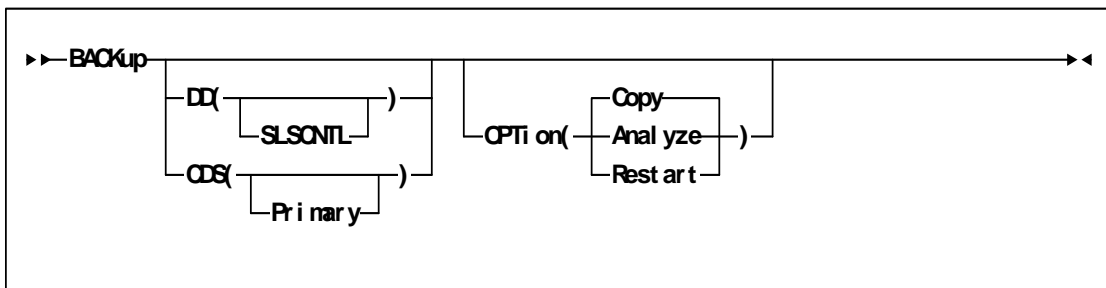 BACKup
DD( )
SLSCNTL
CDS( )
Primary
OPTion( )
Copy
Analyze
Restart